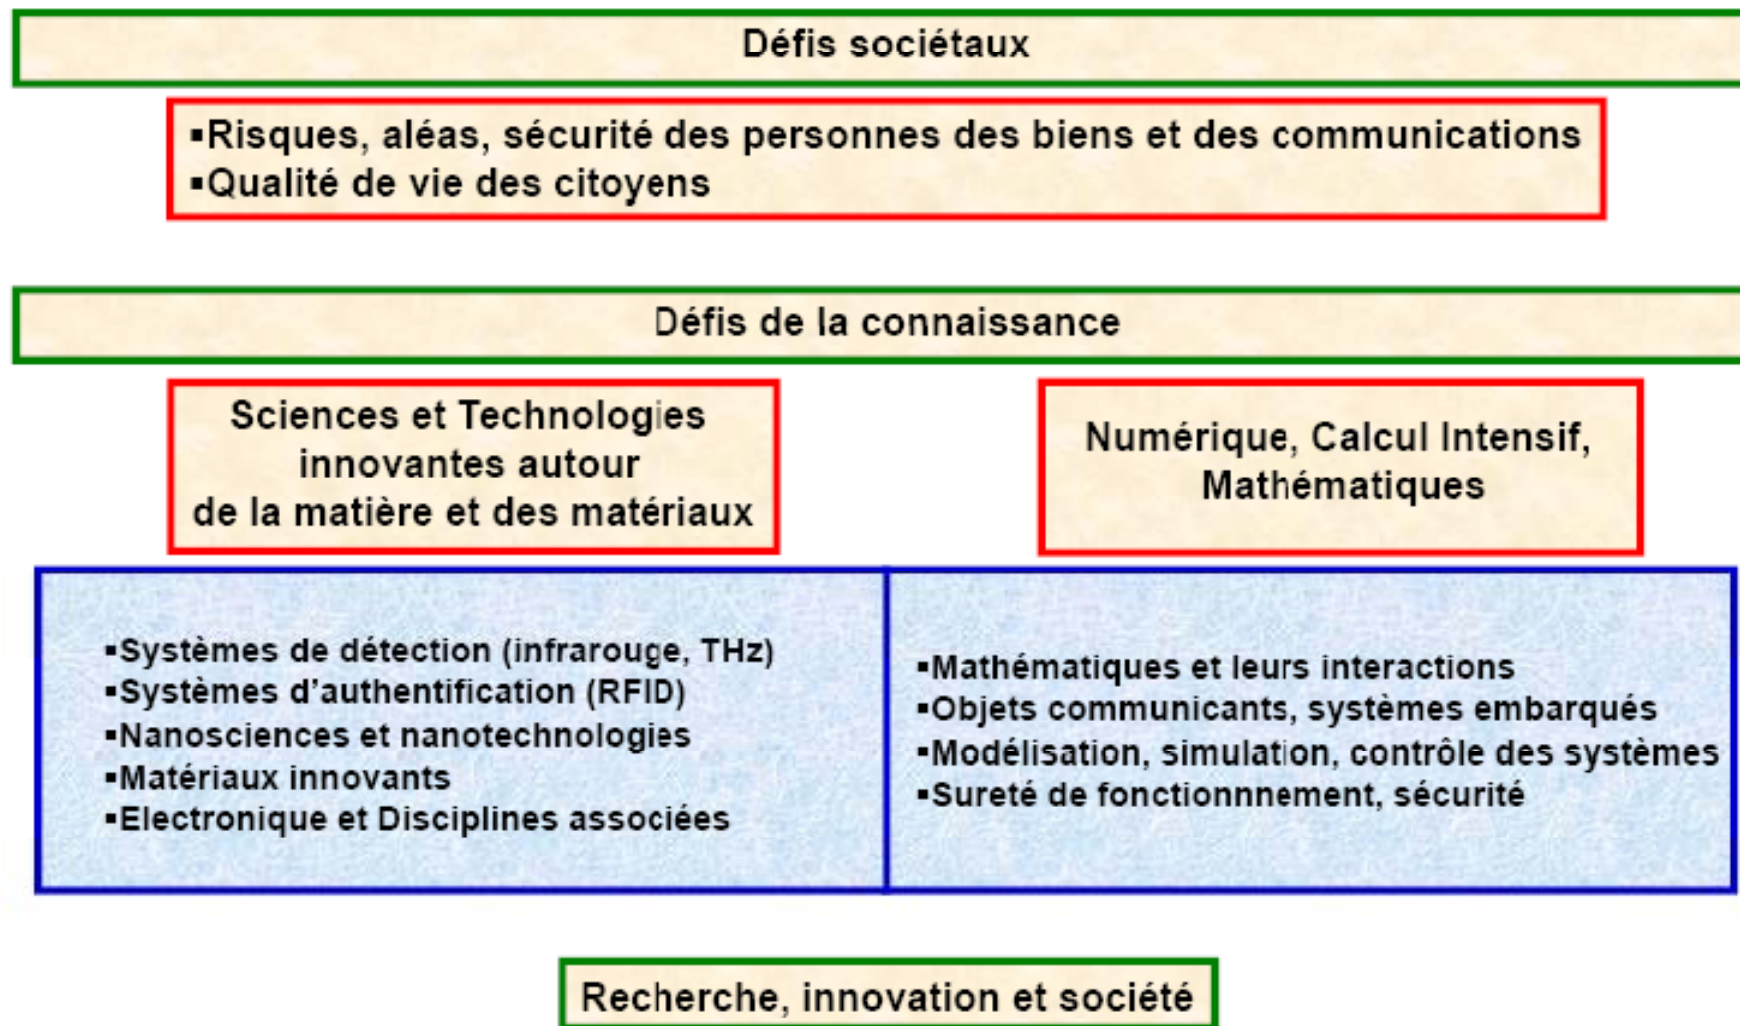 Défis sociétaux
▪Risques, aléas, sécurité des personnes des biens et des communications
▪Qualité de vie des citoyens
Défis de la connaissance
Sciences et Technologies
innovantes autour
de la matière et des matériaux
Numérique, Calcul Intensif,
Mathématiques
▪Systèmes de détection (infrarouge, THz)
▪Systèmes d'authentification (RFID)
▪Nanosciences et nanotechnologies
▪Matériaux innovants
▪Electronique et Disciplines associées
▪Mathématiques et leurs interactions
▪Objets communicants, systèmes embarqués
▪Modélisation, simulation, contrôle des systèmes
▪Sureté de fonctionnnement, sécurité
Recherche, innovation et société